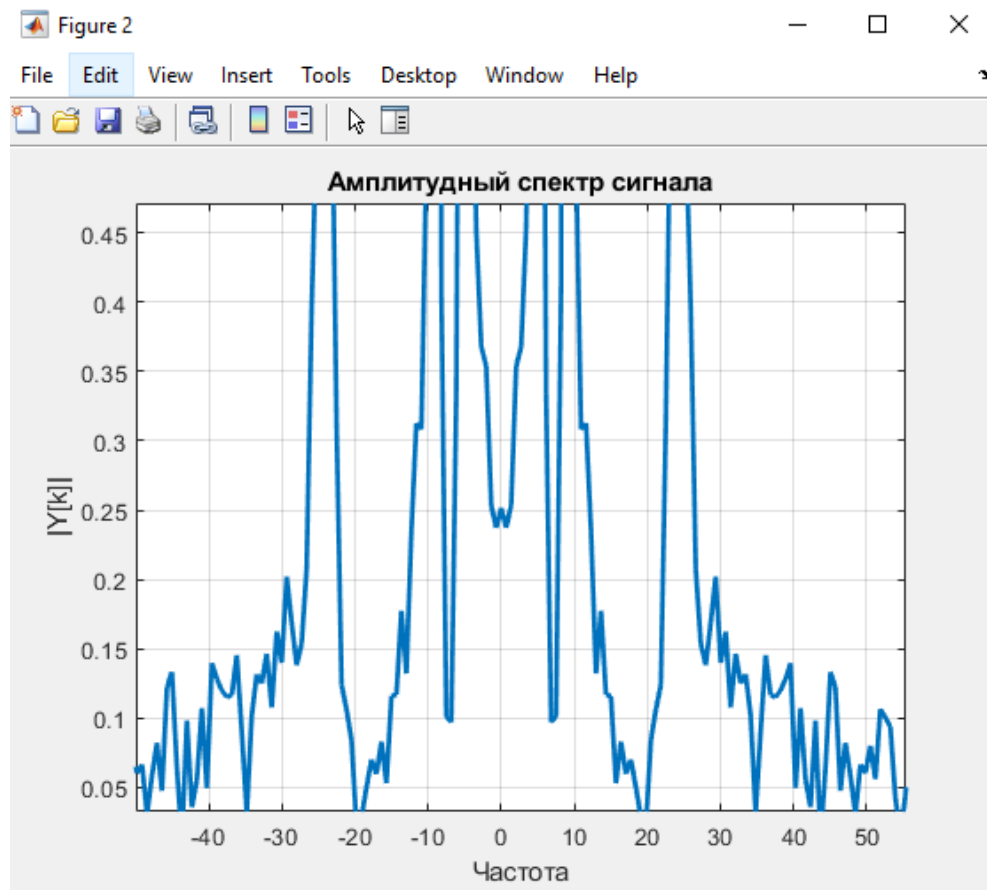 Figure 2
File Edit View Insert Tools Desktop Window Help
Амплитудный спектр сигнала
0.45
0.4
0.35
0.3
0.25
0.2
0.15
0.1
0.05
|Y[k]|
-40 -30 -20 -10 0 10 20 30 40 50
Частота